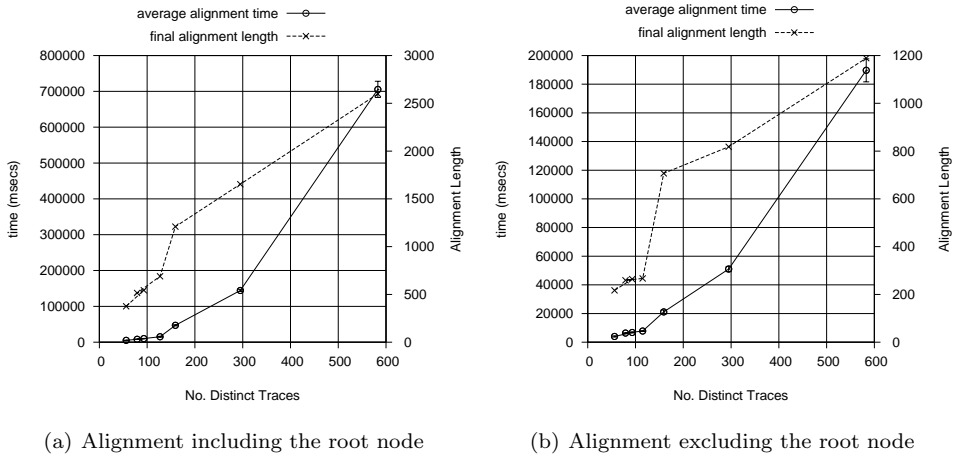 average alignment time
final alignment length
800000
700000
600000
500000
400000
300000
200000
100000
0
3000
2500
2000
1500
1000
500
0
0 100 200 300 400 500 600
time (msecs)
Alignment Length
No. Distinct Traces
(a) Alignment including the root node
average alignment time
final alignment length
200000
180000
160000
140000
120000
100000
80000
60000
40000
20000
0
1200
1000
800
600
400
200
0
0 100 200 300 400 500 600
time (msecs)
Alignment Length
No. Distinct Traces
(b) Alignment excluding the root node